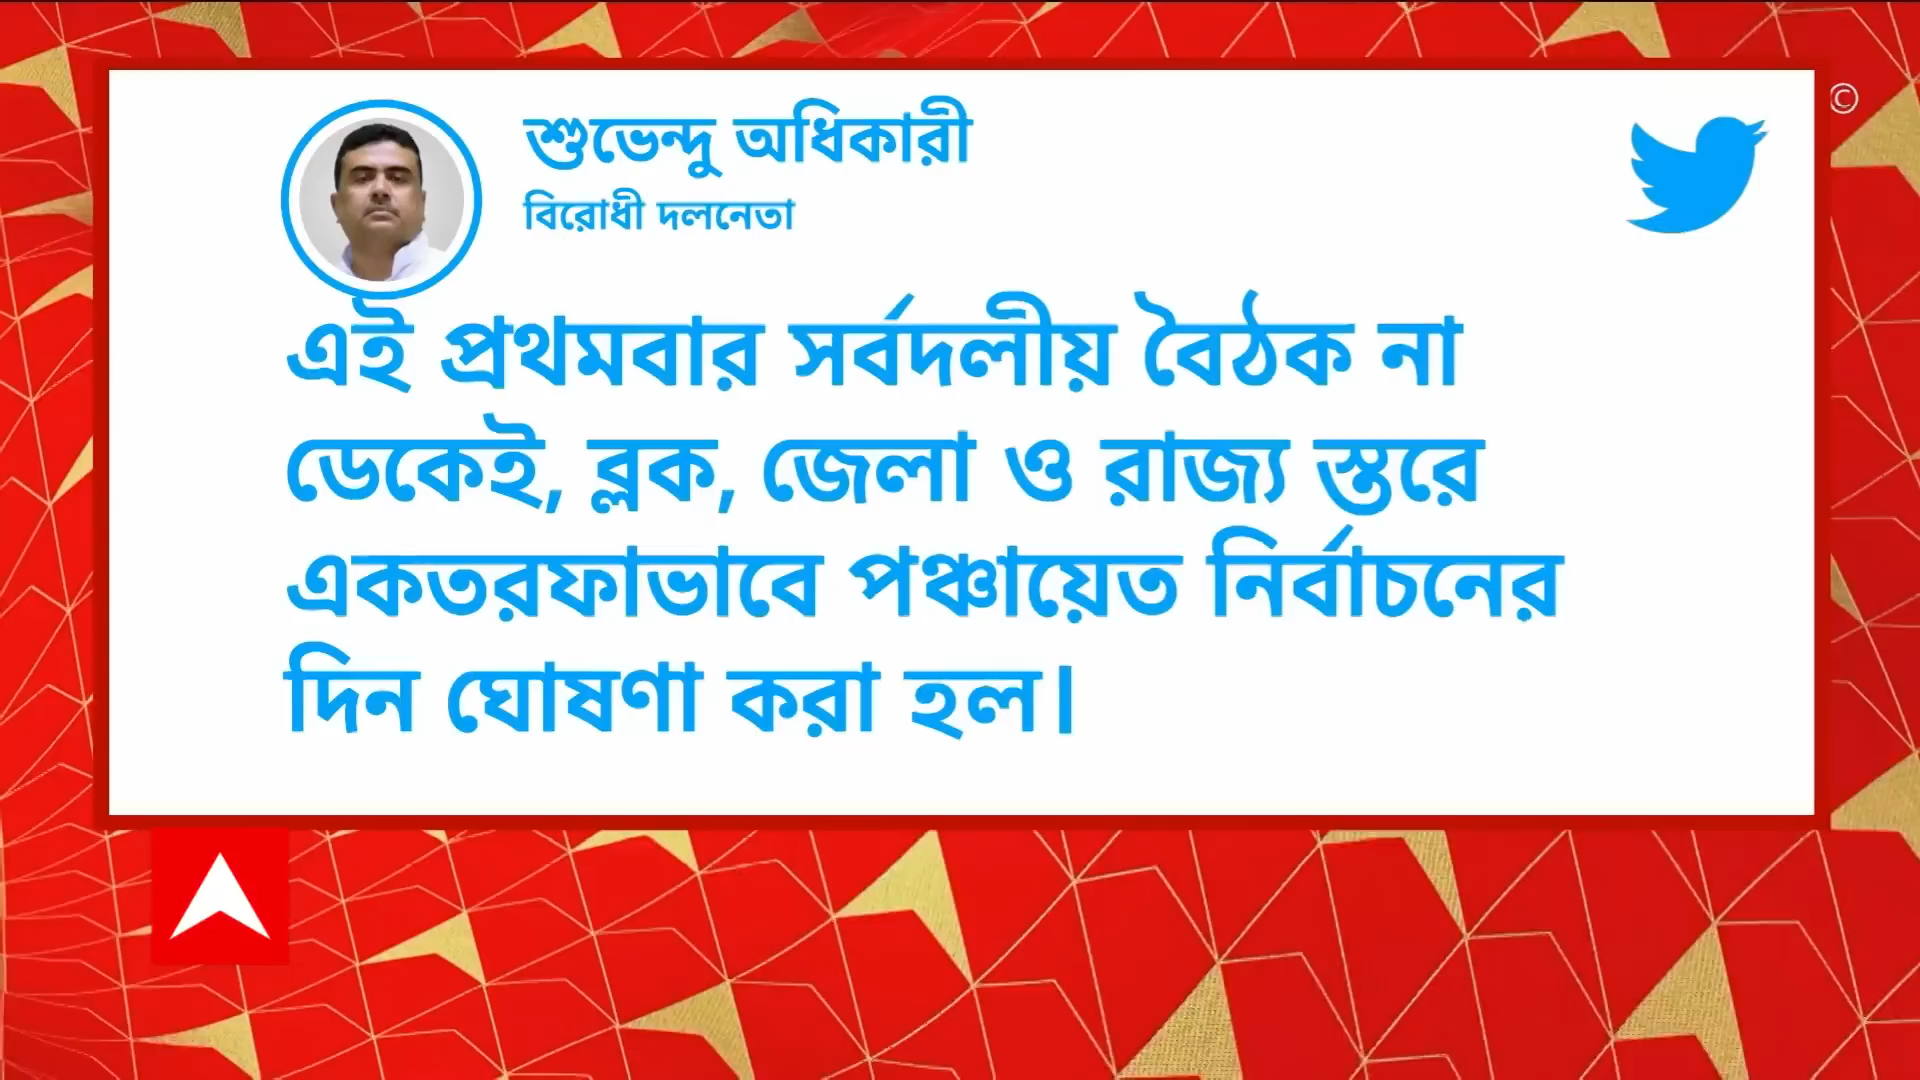 ©
শুভেন্দু অধিকারী
বিরোধী দলনেতা
এই প্রথমবার সর্বদলীয় বৈঠক না
ডেকেই, ব্লক, জেলা ও রাজ্য স্তরে
একতরফাভাবে পঞ্চায়েত নির্বাচনের
দিন ঘোষণা করা হল।